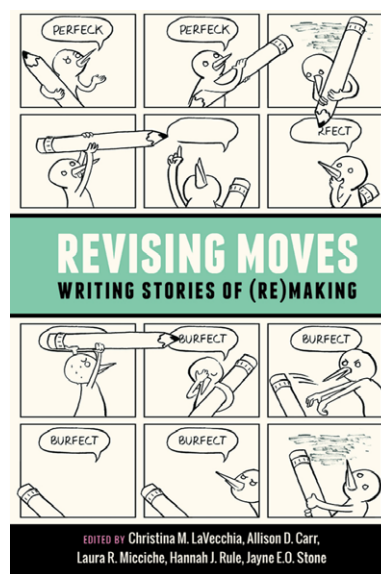 PERFECK
PERFECK
RFECT
REVISING MOVES
WRITING STORIES OF (RE)MAKING
BURFECT
BURFECT
BURFECT
BURFECT
EDITED BY Christina M. LaVecchia, Allison D. Carr,
Laura R. Micciche, Hannah J. Rule, Jayne E.O. Stone